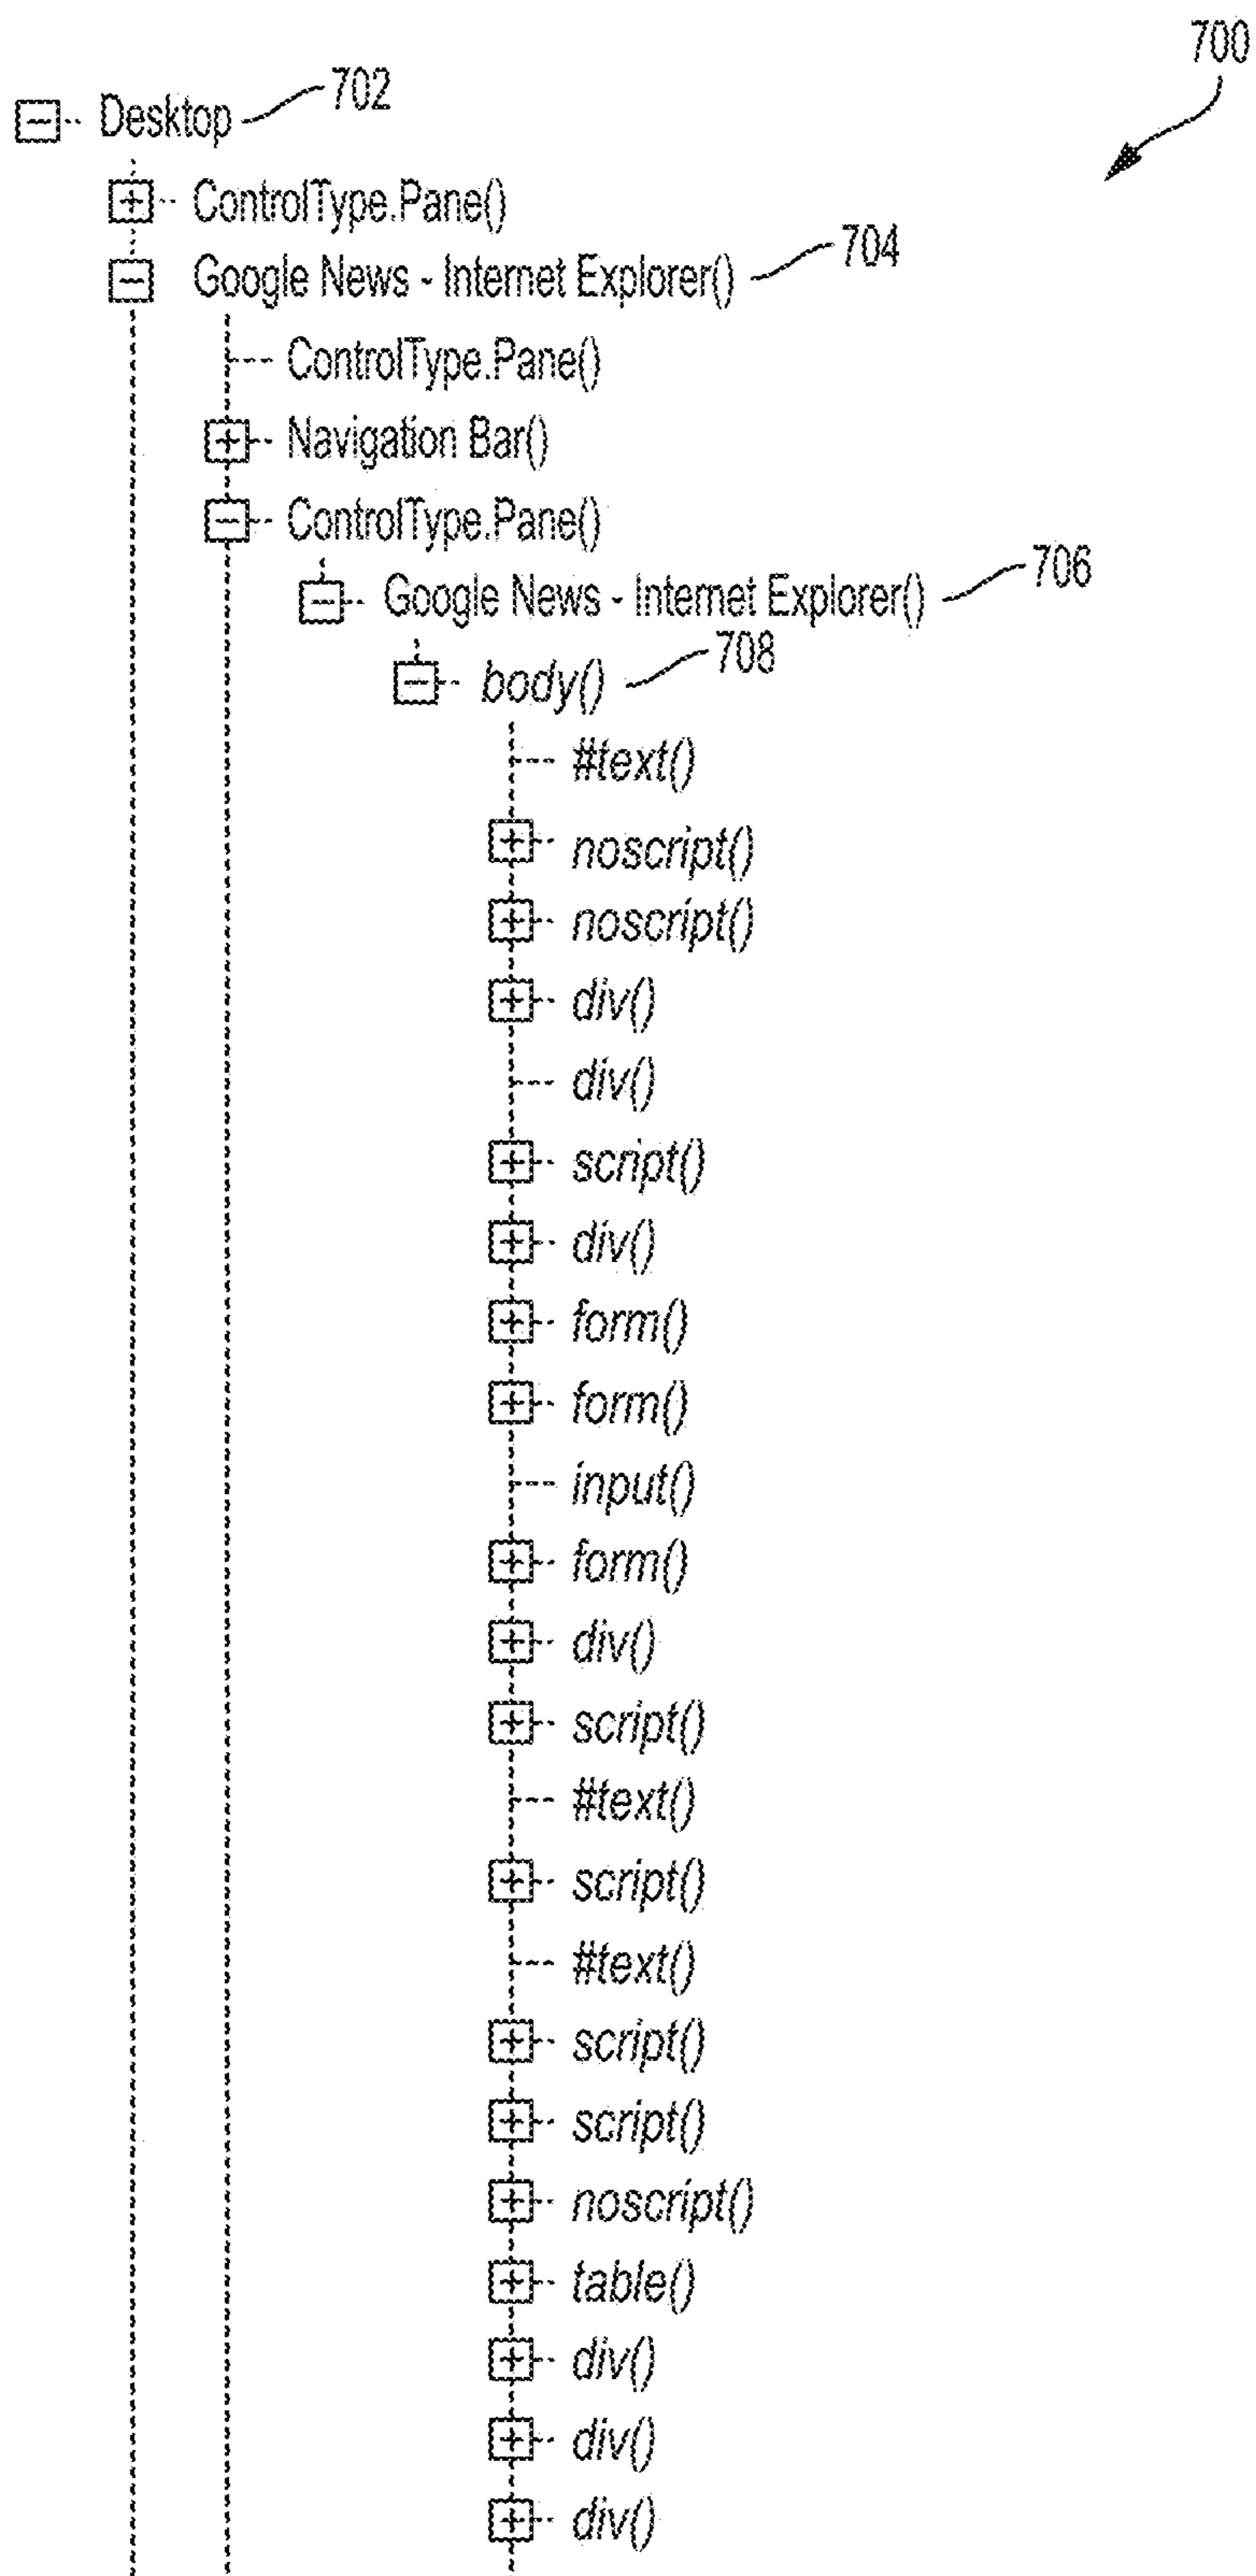 700
Desktop 702
ControlType.Pane()
Google News - Internet Explorer() 704
ControlType.Pane()
Navigation Bar()
ControlType.Pane()
Google News - Internet Explorer() 706
body() 708
#text()
noscript()
noscript()
div()
div()
script()
div()
form()
form()
input()
form()
div()
script()
#text()
script()
#text()
script()
script()
noscript()
table()
div()
div()
div()